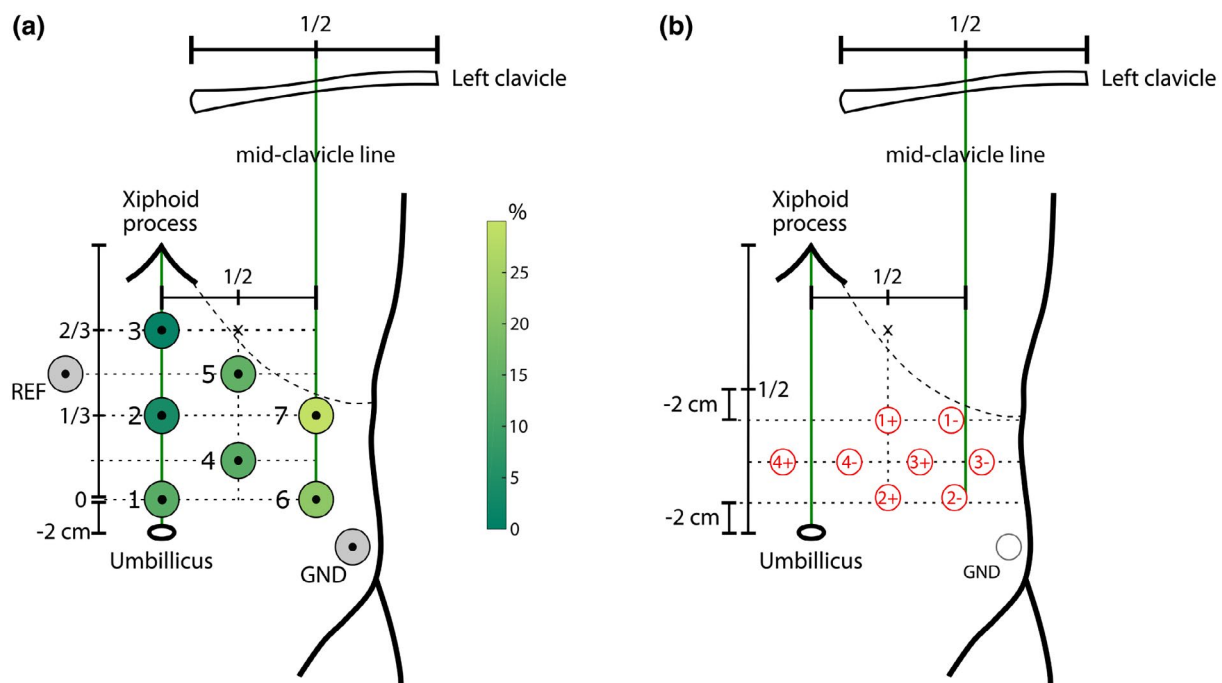 (a)
1/2
Left clavicle
mid-clavicle line
Xiphoid
process
%
1/2
25
2/3
3
20
5
15
REF
1/3
2
7
10
4
5
0
1
6
0
-2 cm
Umbillicus
GND
(b)
1/2
Left clavicle
mid-clavicle line
Xiphoid
process
1/2
x
1/2
-2 cm
1+
1-
4+
4-
3+
3-
2+
2-
-2 cm
Umbillicus
GND